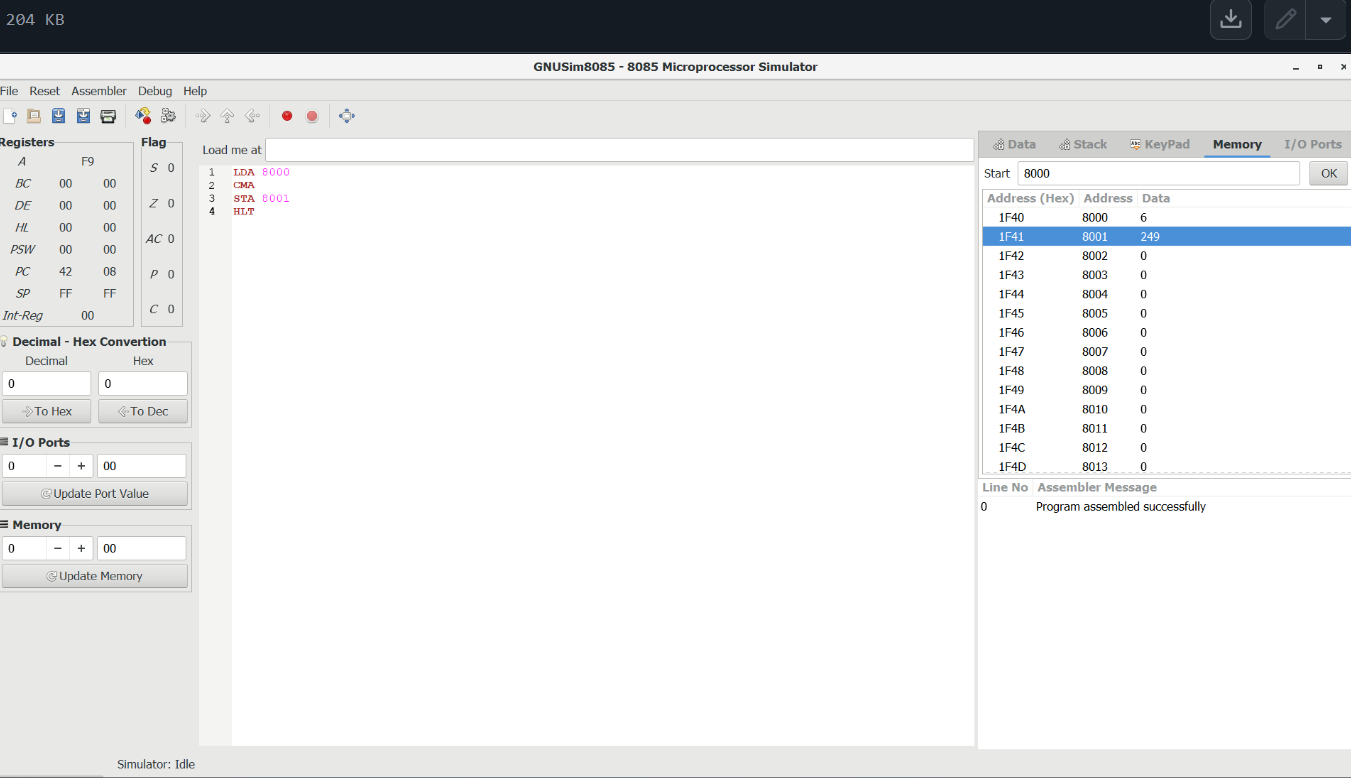 204 KB
GNUSim8085 - 8085 Microprocessor Simulator
File Reset Assembler Debug Help
Registers
A F9
BC 00 00
DE 00 00
HL 00 00
PSW 00 00
PC 42 08
SP FF FF
Int-Reg 00
Flag
S 0
Z 0
AC 0
P 0
C 0
Decimal - Hex Convertion
Decimal Hex
0 0
To Hex To Dec
I/O Ports
0 − + 00
Update Port Value
Memory
0 − + 00
Update Memory
Load me at
1 LDA 8000
2 CMA
3 STA 8001
4 HLT
Data Stack KeyPad Memory I/O Ports
Start 8000 OK
Address (Hex) Address Data
1F40 8000 6
1F41 8001 249
1F42 8002 0
1F43 8003 0
1F44 8004 0
1F45 8005 0
1F46 8006 0
1F47 8007 0
1F48 8008 0
1F49 8009 0
1F4A 8010 0
1F4B 8011 0
1F4C 8012 0
1F4D 8013 0
Line No Assembler Message
0 Program assembled successfully
Simulator: Idle